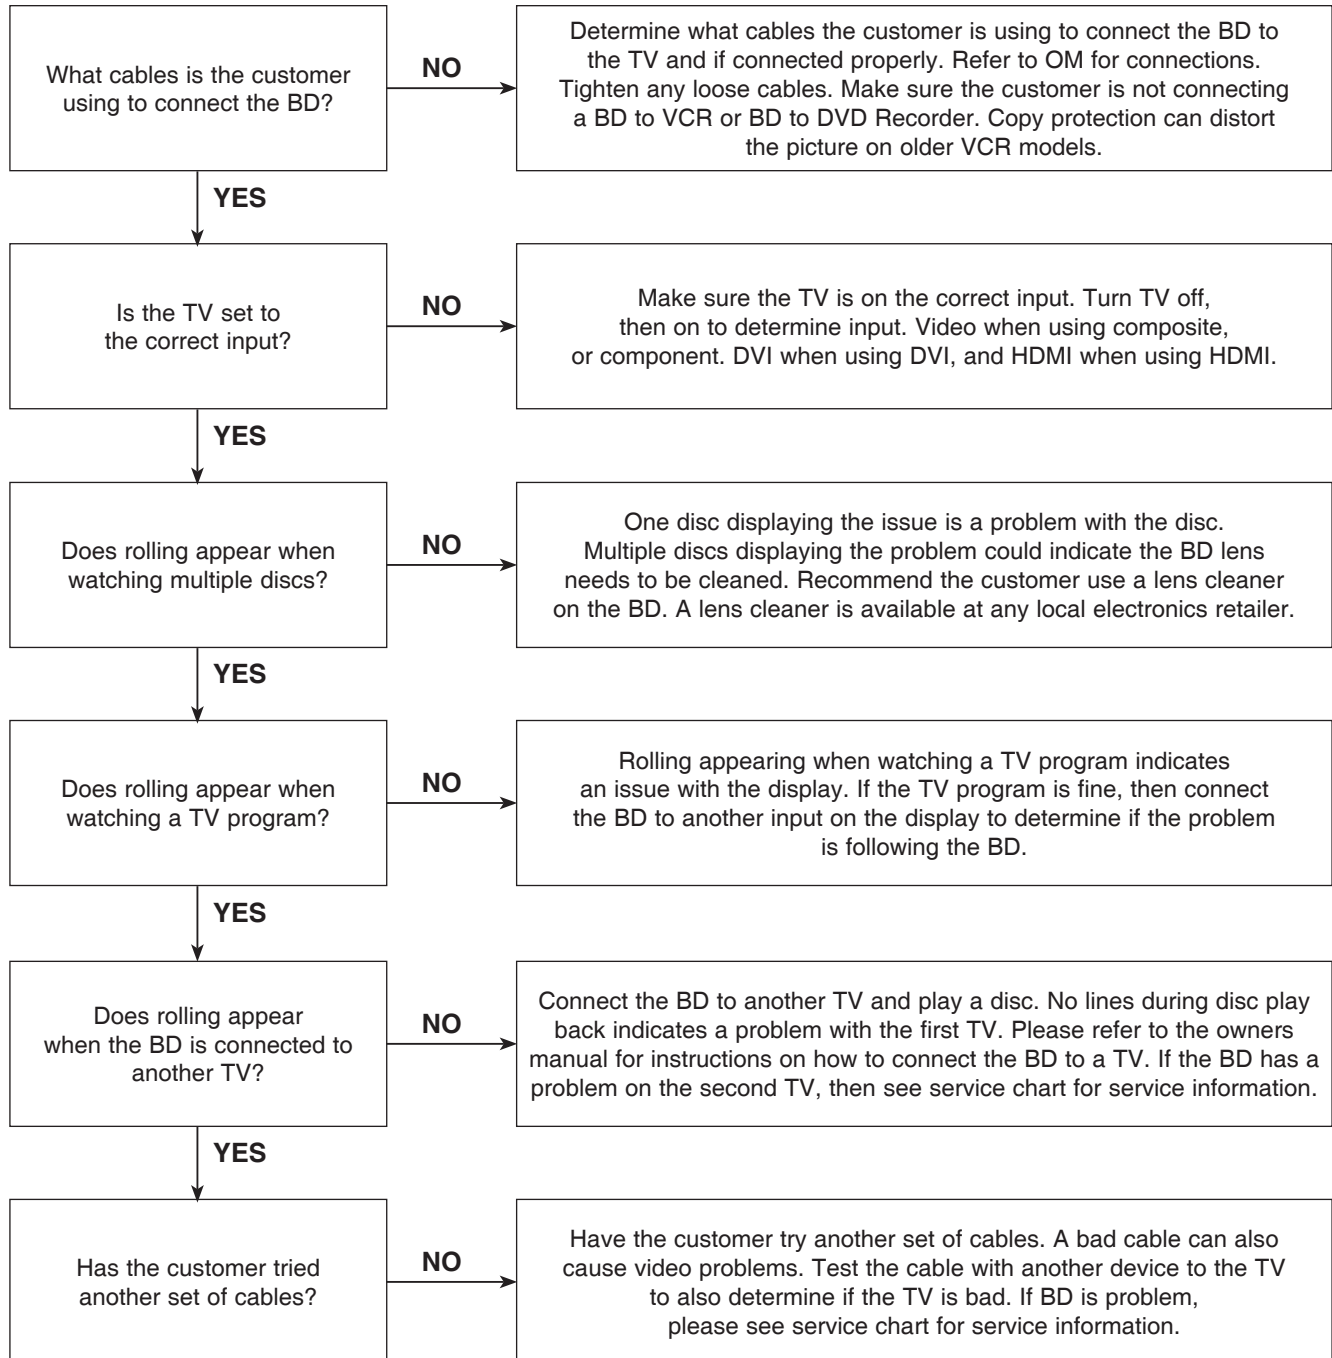 What cables is the customer
using to connect the BD?
NO
Determine what cables the customer is using to connect the BD to
the TV and if connected properly. Refer to OM for connections.
Tighten any loose cables. Make sure the customer is not connecting
a BD to VCR or BD to DVD Recorder. Copy protection can distort
the picture on older VCR models.
YES
Is the TV set to
the correct input?
NO
Make sure the TV is on the correct input. Turn TV off,
then on to determine input. Video when using composite,
or component. DVI when using DVI, and HDMI when using HDMI.
YES
Does rolling appear when
watching multiple discs?
NO
One disc displaying the issue is a problem with the disc.
Multiple discs displaying the problem could indicate the BD lens
needs to be cleaned. Recommend the customer use a lens cleaner
on the BD. A lens cleaner is available at any local electronics retailer.
YES
Does rolling appear when
watching a TV program?
NO
Rolling appearing when watching a TV program indicates
an issue with the display. If the TV program is fine, then connect
the BD to another input on the display to determine if the problem
is following the BD.
YES
Does rolling appear
when the BD is connected to
another TV?
NO
Connect the BD to another TV and play a disc. No lines during disc play
back indicates a problem with the first TV. Please refer to the owners
manual for instructions on how to connect the BD to a TV. If the BD has a
problem on the second TV, then see service chart for service information.
YES
Has the customer tried
another set of cables?
NO
Have the customer try another set of cables. A bad cable can also
cause video problems. Test the cable with another device to the TV
to also determine if the TV is bad. If BD is problem,
please see service chart for service information.